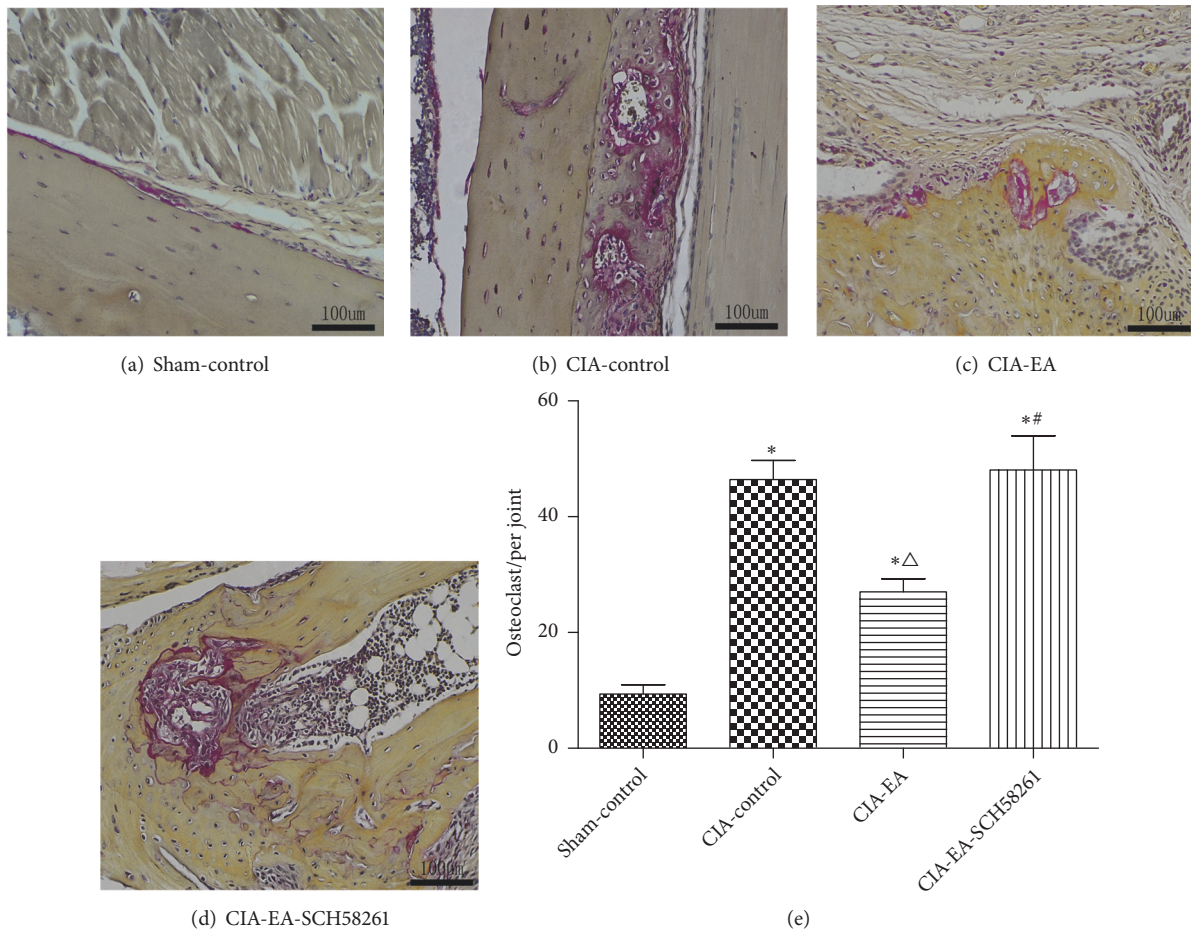 100um
100um
100um
(a) Sham-control
(b) CIA-control
(c) CIA-EA
Osteoclast/per joint
60
40
20
0
*
*△
*#
Sham-control
CIA-control
CIA-EA
CIA-EA-SCH58261
100um
(d) CIA-EA-SCH58261
(e)